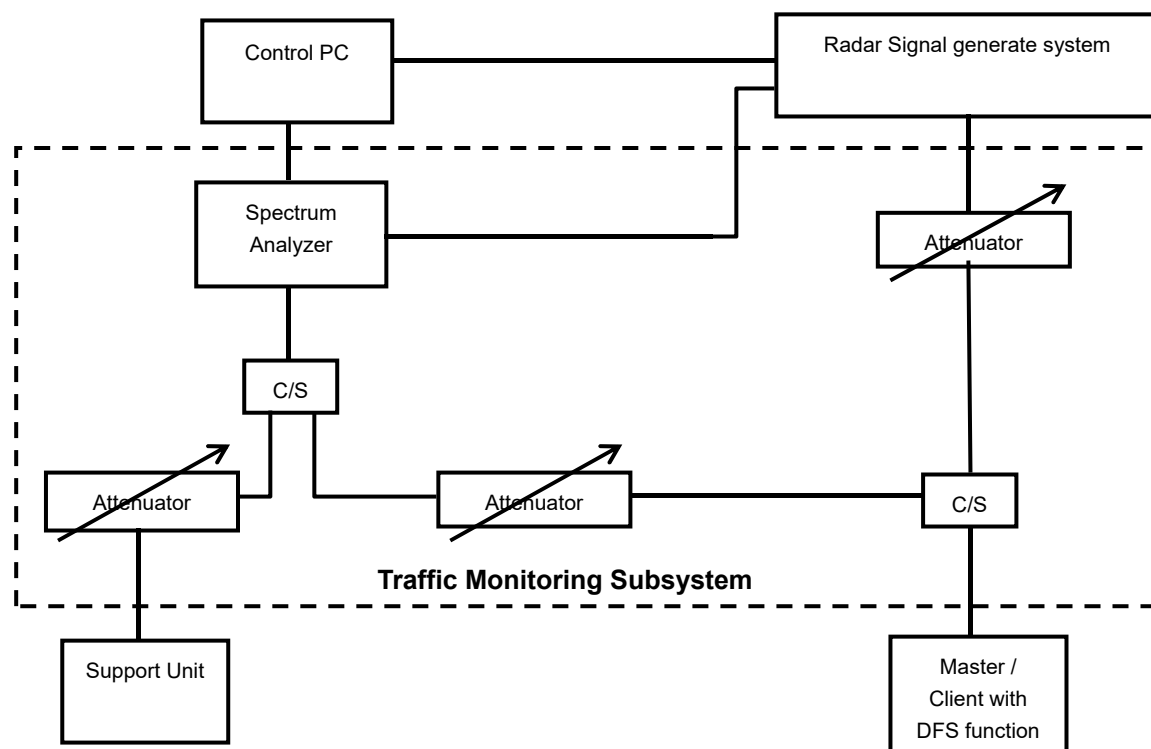 Control PC
Radar Signal generate system
Spectrum
Analyzer
Attenuator
C/S
Attenuator
Attenuator
C/S
Traffic Monitoring Subsystem
Support Unit
Master /
Client with
DFS function